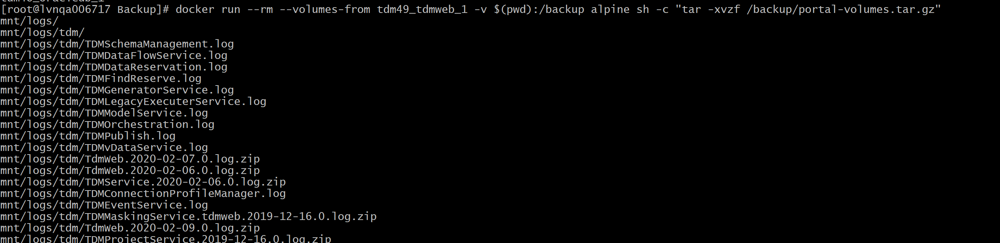 tdm48_oracledb_1
[root@lvnqa006717 Backup]# docker run --rm --volumes-from tdm49_tdmweb_1 -v $(pwd):/backup alpine sh -c "tar -xvzf /backup/portal-volumes.tar.gz"
mnt/logs/
mnt/logs/tdm/
mnt/logs/tdm/TDMSchemaManagement.log
mnt/logs/tdm/TDMDataFlowService.log
mnt/logs/tdm/TDMDataReservation.log
mnt/logs/tdm/TDMFindReserve.log
mnt/logs/tdm/TDMGeneratorService.log
mnt/logs/tdm/TDMLegacyExecuterService.log
mnt/logs/tdm/TDMModelService.log
mnt/logs/tdm/TDMOrchestration.log
mnt/logs/tdm/TDMPublish.log
mnt/logs/tdm/TDMvDataService.log
mnt/logs/tdm/TdmWeb.2020-02-07.0.log.zip
mnt/logs/tdm/TdmWeb.2020-02-06.0.log.zip
mnt/logs/tdm/TDMService.2020-02-06.0.log.zip
mnt/logs/tdm/TDMConnectionProfileManager.log
mnt/logs/tdm/TDMEventService.log
mnt/logs/tdm/TDMMaskingService.tdmweb.2019-12-16.0.log.zip
mnt/logs/tdm/TdmWeb.2020-02-09.0.log.zip
mnt/logs/tdm/TDMProjectService.2019-12-16.0.log.zip